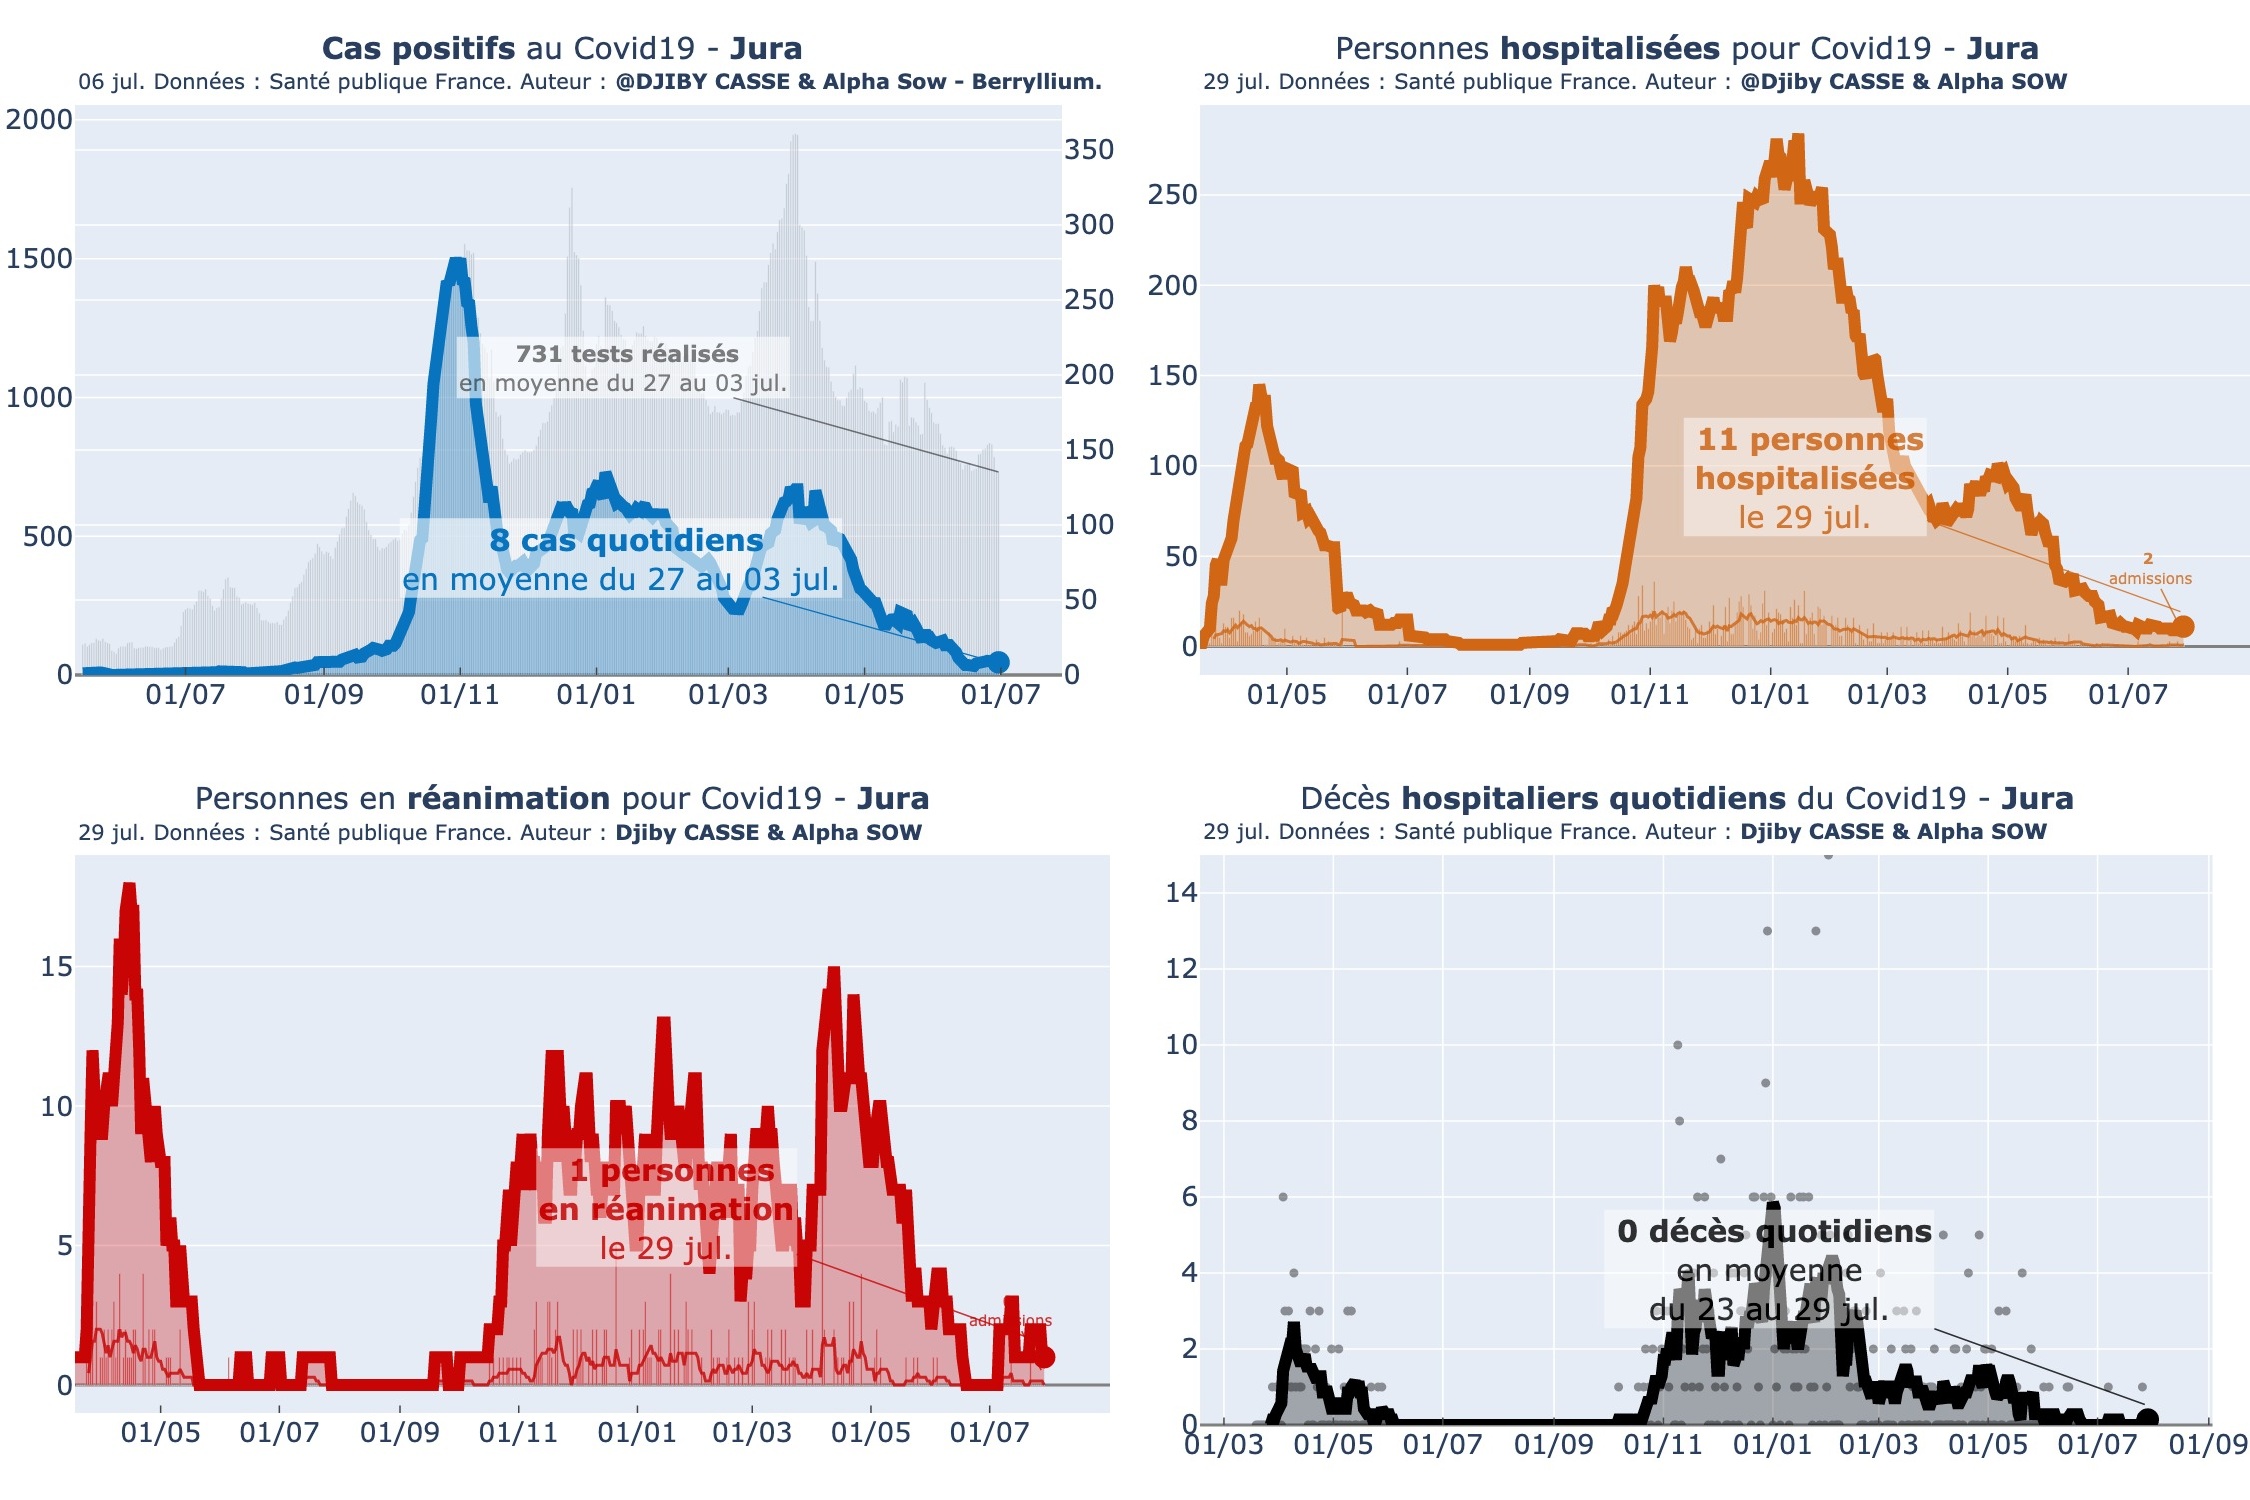 Cas positifs au Covid19 - Jura
06 jul. Données : Santé publique France. Auteur : @DJIBY CASSE & Alpha Sow - Berryllium.
2000
1500
1000
500
0
350
300
250
200
150
100
50
0
731 tests réalisés
en moyenne du 27 au 03 jul.
8 cas quotidiens
en moyenne du 27 au 03 jul.
01/07 01/09 01/11 01/01 01/03 01/05 01/07
Personnes hospitalisées pour Covid19 - Jura
29 jul. Données : Santé publique France. Auteur : @Djiby CASSE & Alpha SOW
250
200
150
100
50
0
11 personnes
hospitalisées
le 29 jul.
2
admissions
01/05 01/07 01/09 01/11 01/01 01/03 01/05 01/07
Personnes en réanimation pour Covid19 - Jura
29 jul. Données : Santé publique France. Auteur : Djiby CASSE & Alpha SOW
15
10
5
0
1 personnes
en réanimation
le 29 jul.
admissions
01/05 01/07 01/09 01/11 01/01 01/03 01/05 01/07
Décès hospitaliers quotidiens du Covid19 - Jura
29 jul. Données : Santé publique France. Auteur : Djiby CASSE & Alpha SOW
14
12
10
8
6
4
2
0
0 décès quotidiens
en moyenne
du 23 au 29 jul.
01/03 01/05 01/07 01/09 01/11 01/01 01/03 01/05 01/07 01/09